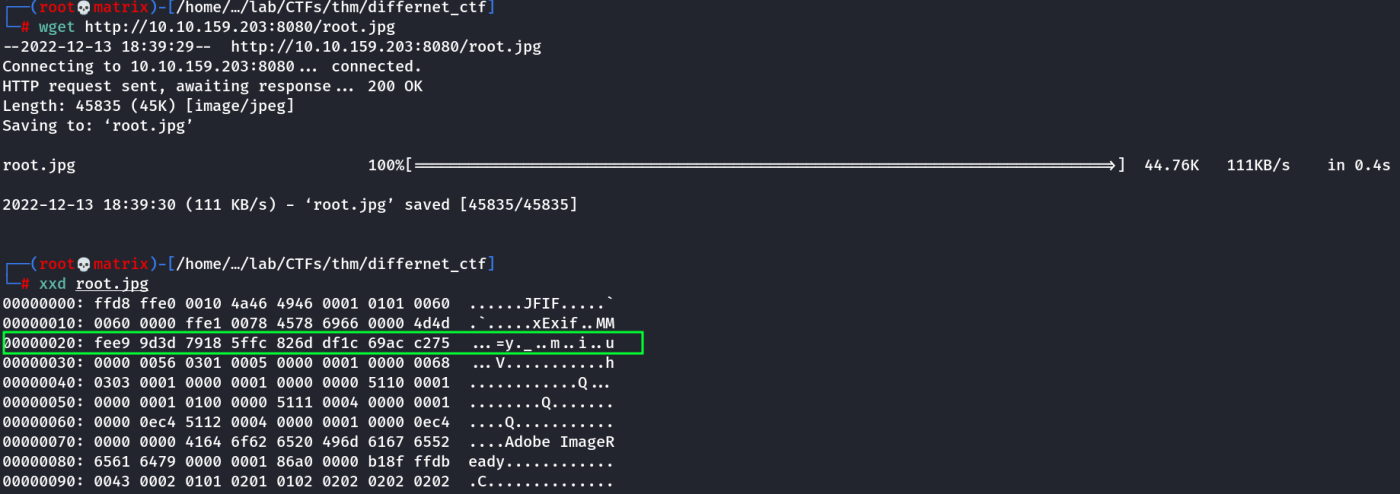 ┌──(root💀matrix)-[/home/…/lab/CTFs/thm/differnet_ctf]
└─# wget http://10.10.159.203:8080/root.jpg
--2022-12-13 18:39:29--  http://10.10.159.203:8080/root.jpg
Connecting to 10.10.159.203:8080... connected.
HTTP request sent, awaiting response... 200 OK
Length: 45835 (45K) [image/jpeg]
Saving to: ‘root.jpg’
root.jpg 100%[===================================================>] 44.76K 111KB/s in 0.4s
2022-12-13 18:39:30 (111 KB/s) - ‘root.jpg’ saved [45835/45835]
┌──(root💀matrix)-[/home/…/lab/CTFs/thm/differnet_ctf]
└─# xxd root.jpg
00000000: ffd8 ffe0 0010 4a46 4946 0001 0101 0060  ......JFIF.....`
00000010: 0060 0000 ffe1 0078 4578 6966 0000 4d4d  .`.....xExif..MM
00000020: fee9 9d3d 7918 5ffc 826d df1c 69ac c275  ...=y._..m..i..u
00000030: 0000 0056 0301 0005 0000 0001 0000 0068  ...V...........h
00000040: 0303 0001 0000 0001 0000 0000 5110 0001  ............Q...
00000050: 0000 0001 0100 0000 5111 0004 0000 0001  ........Q.......
00000060: 0000 0ec4 5112 0004 0000 0001 0000 0ec4  ....Q...........
00000070: 0000 0000 4164 6f62 6520 496d 6167 6552  ....Adobe ImageR
00000080: 6561 6479 0000 0001 86a0 0000 b18f ffdb  eady............
00000090: 0043 0002 0101 0201 0102 0202 0202 0202  .C..............